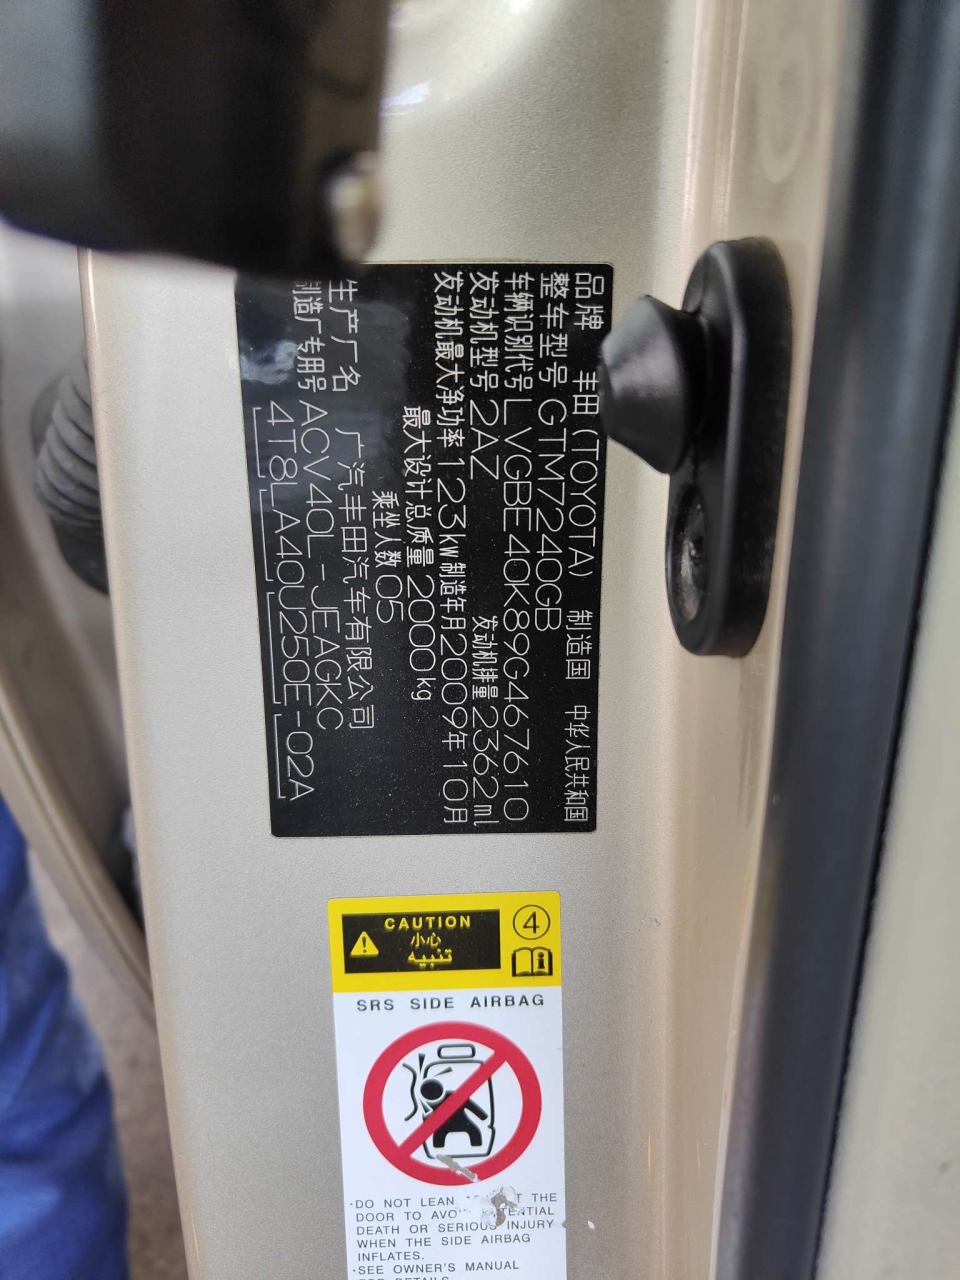 品牌 丰田(TOYOTA) 制造国 中华人民共和国
整车型号 GTM7240GB
车辆识别代号 LVGBE40K89G467610
发动机型号 2AZ 发动机排量 2362ml
发动机最大净功率 123kw 制造年月 2009年10月
最大设计总质量 2000kg
乘坐人数 05
生产厂名 广汽丰田汽车有限公司
制造厂专用号 ACV40L-JEAGKC
4T8LA40U250E-02A
CAUTION
小心
تنبيه
4
SRS SIDE AIRBAG
·DO NOT LEAN THE
DOOR TO
DEATH OR SERIOUS INJURY
WHEN THE SIDE AIRBAG
INFLATES.
·SEE OWNER'S MANUAL
FOR DETAILS